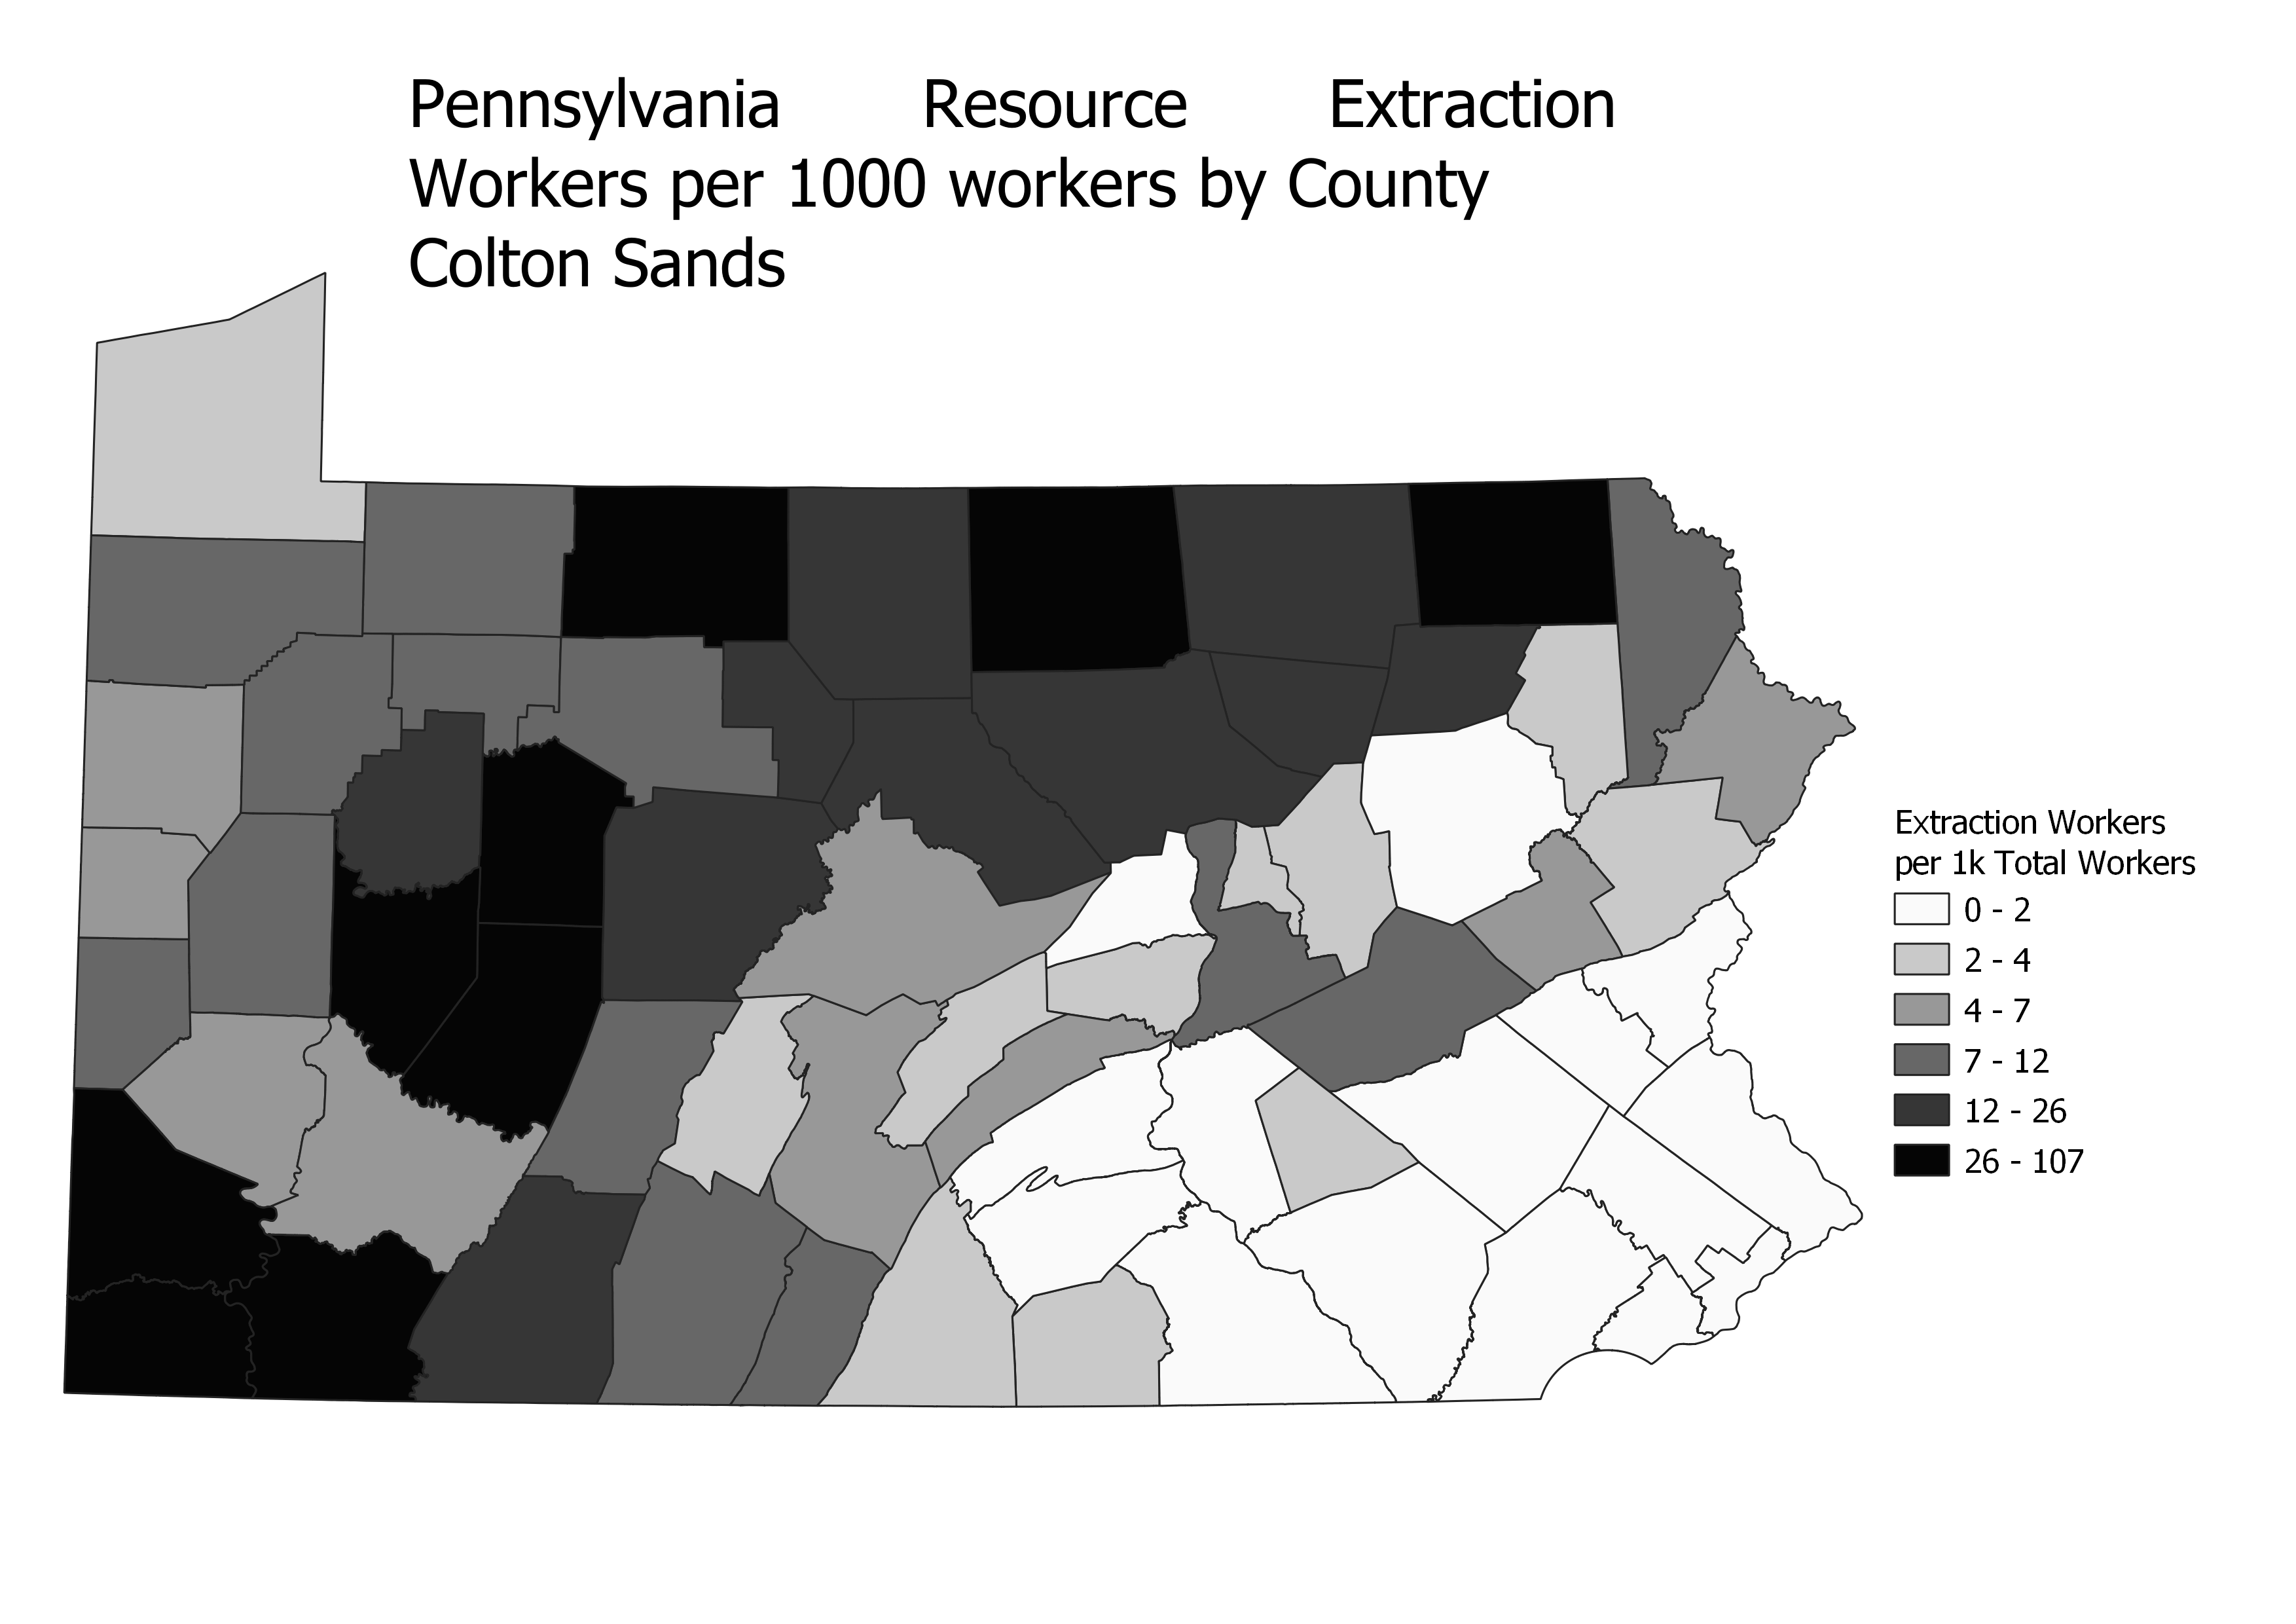 Pennsylvania Resource Extraction
Workers per 1000 workers by County
Colton Sands
Extraction Workers
per 1k Total Workers
0 - 2
2 - 4
4 - 7
7 - 12
12 - 26
26 - 107